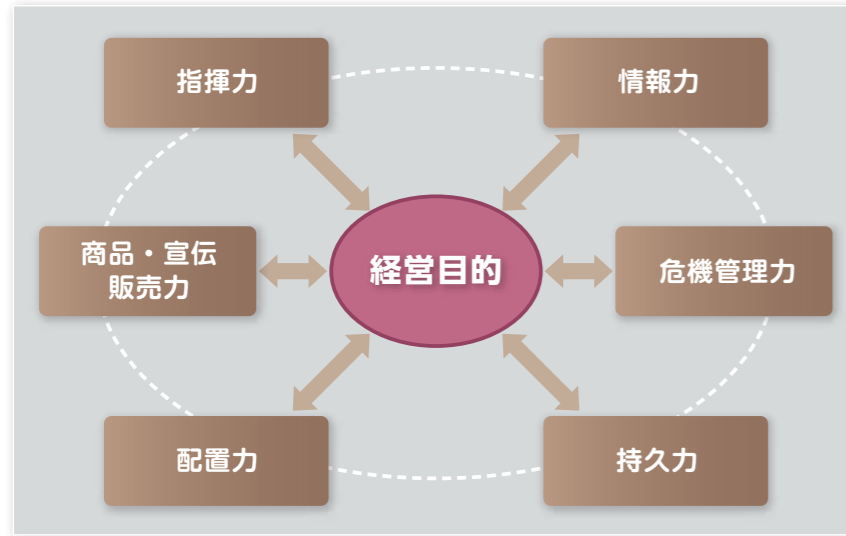 指揮力
情報力
商品・宣伝
販売力
経営目的
危機管理力
配置力
持久力